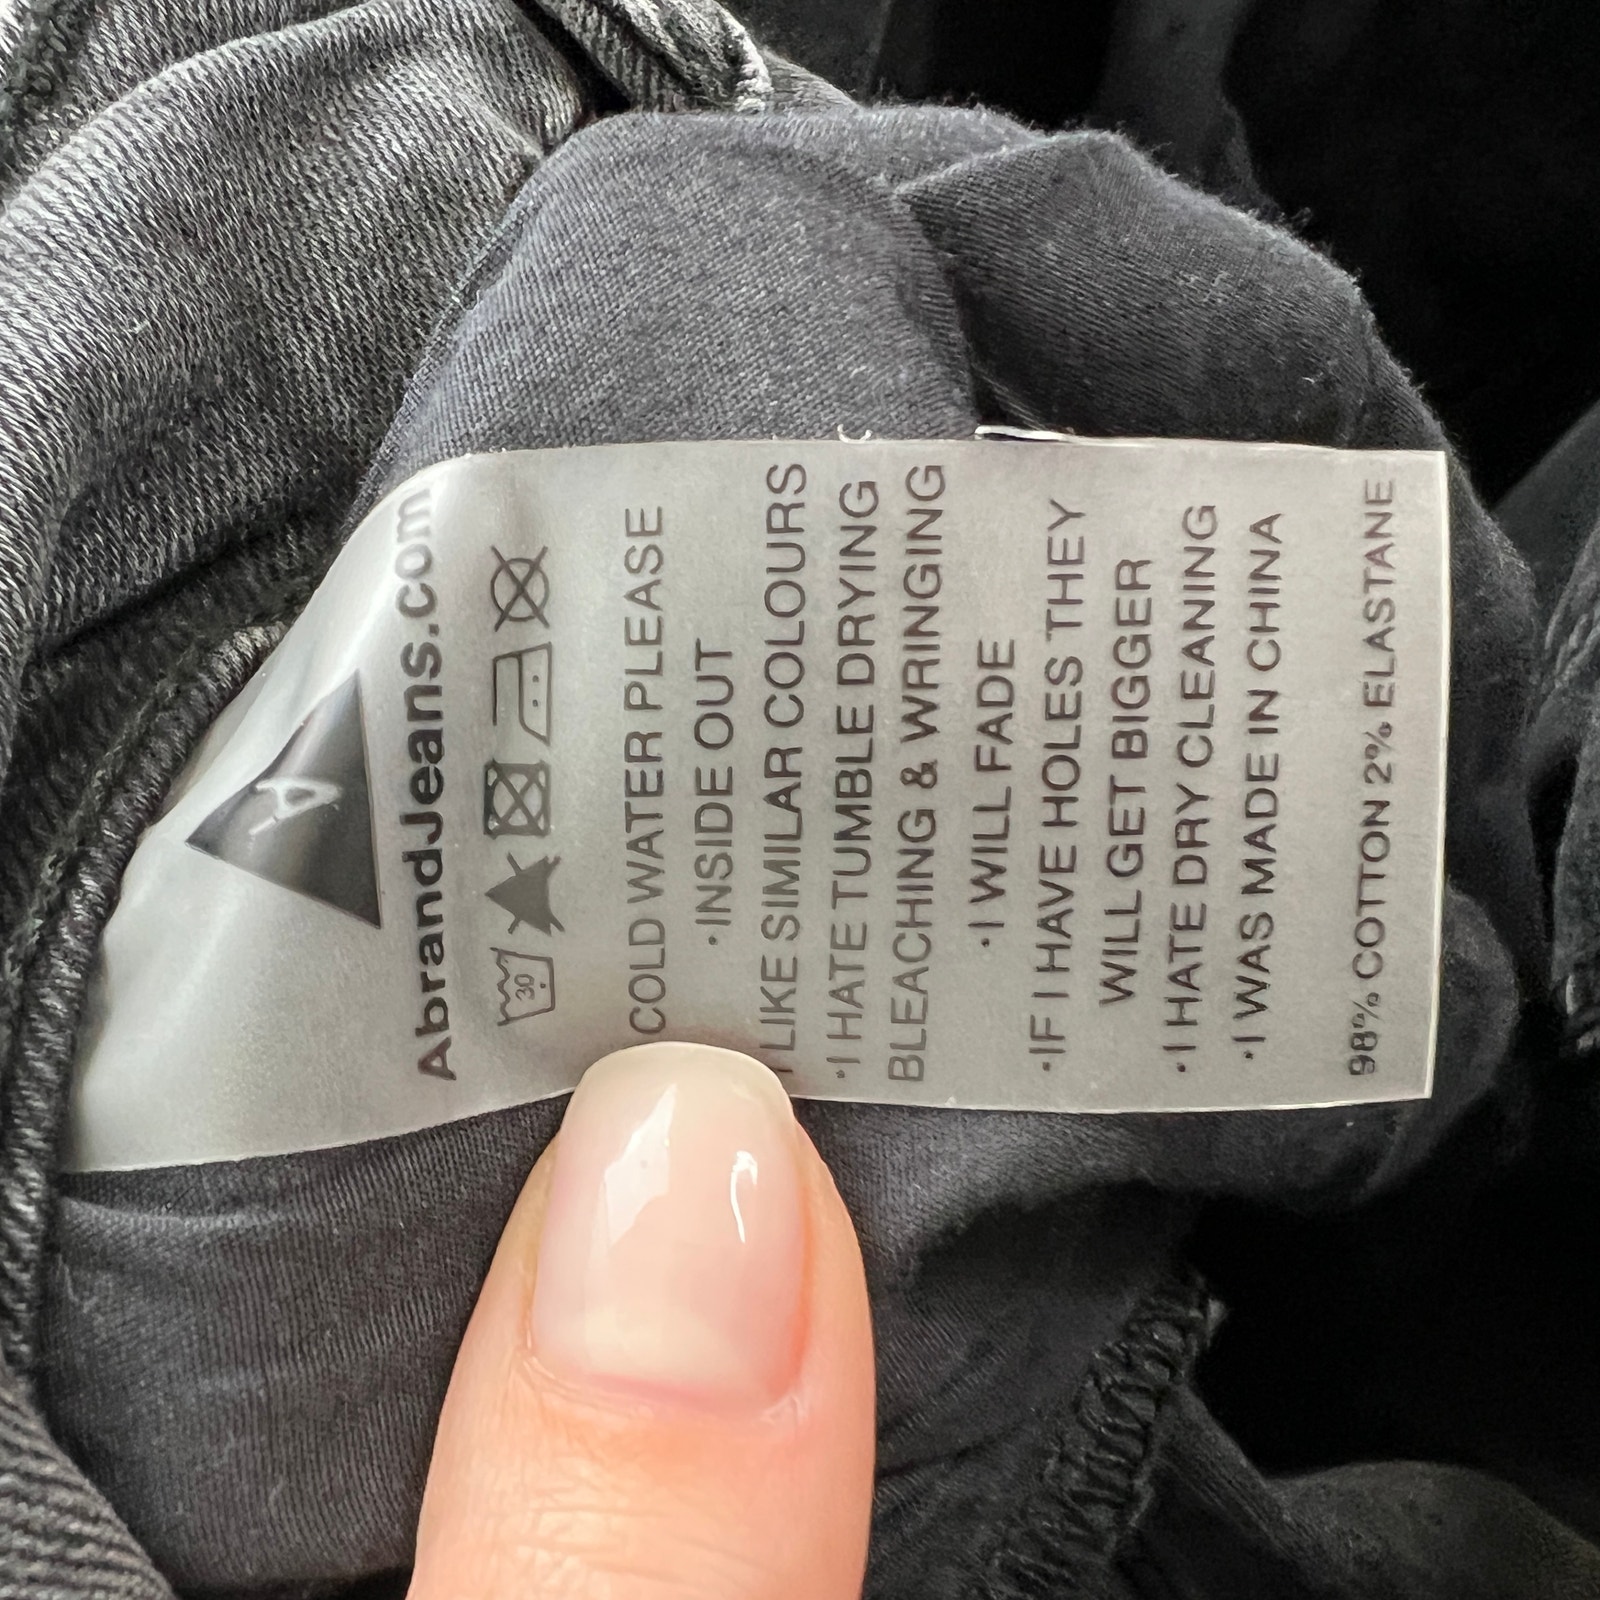 A
AbrandJeans.com
30
COLD WATER PLEASE
•INSIDE OUT
I LIKE SIMILAR COLOURS
•I HATE TUMBLE DRYING
BLEACHING & WRINGING
•I WILL FADE
•IF I HAVE HOLES THEY
WILL GET BIGGER
•I HATE DRY CLEANING
•I WAS MADE IN CHINA
98% COTTON 2% ELASTANE